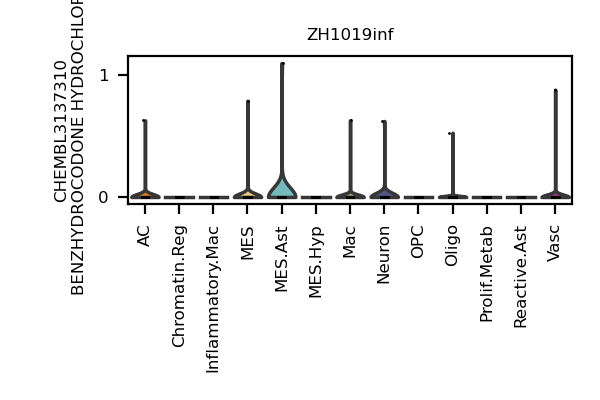 ZH1019inf
CHEMBL3137310
BENZHYDROCODONE HYDROCHLOR
1
0
AC
Chromatin.Reg
Inflammatory.Mac
MES
MES.Ast
MES.Hyp
Mac
Neuron
OPC
Oligo
Prolif.Metab
Reactive.Ast
Vasc